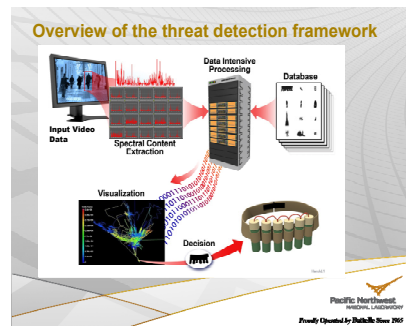 Overview of the threat detection framework
Data Intensive
Processing
Database
Input Video
Data
Spectral Content
Extraction
Visualization
Decision
Pacific Northwest
NATIONAL LABORATORY
Proudly Operated by Battelle Since 1965